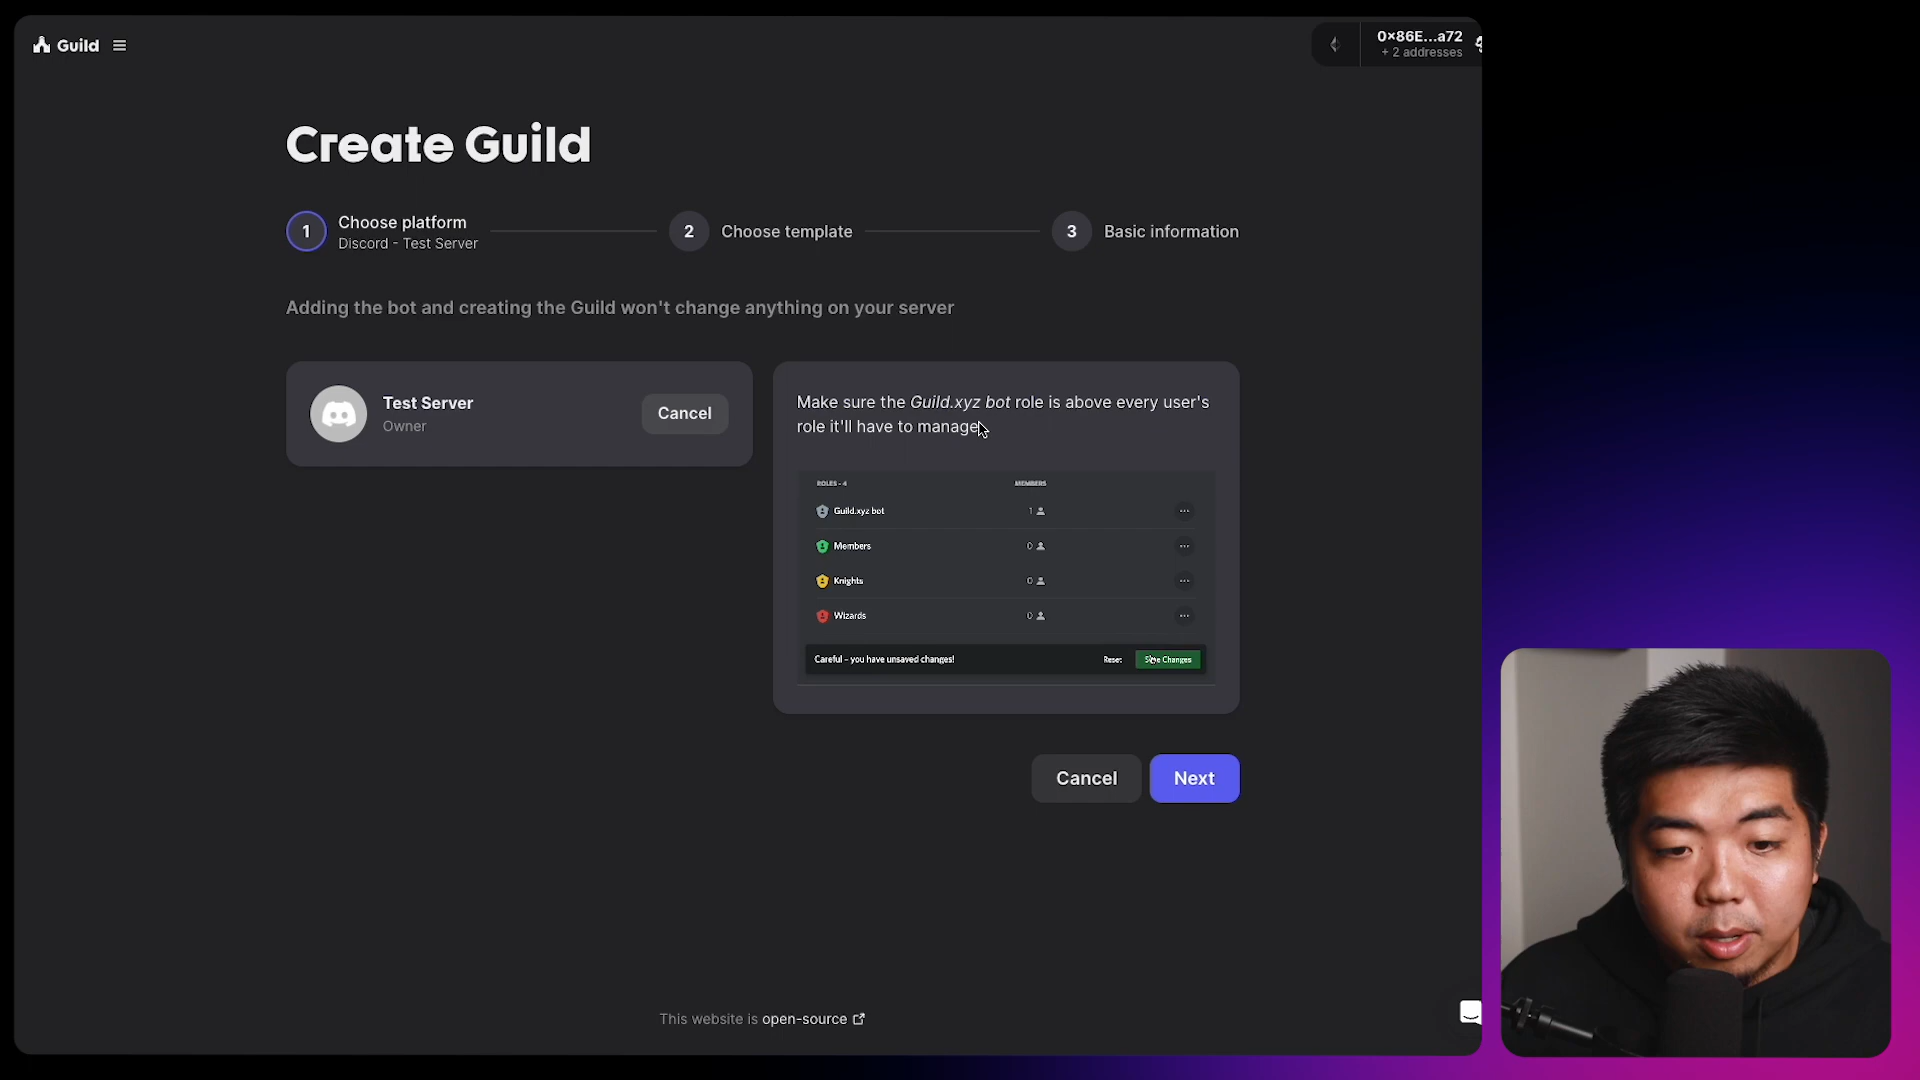 Guild
0x86E...a72
+ 2 addresses
Create Guild
1
Choose platform
Discord - Test Server
2
Choose template
3
Basic information
Adding the bot and creating the Guild won't change anything on your server
Test Server
Owner
Cancel
Make sure the Guild.xyz bot role is above every user's
role it'll have to manage
ROLES - 4
MEMBERS
Guild.xyz bot
1
Members
0
Knights
0
Wizards
0
Careful - you have unsaved changes!
Reset
Save Changes
Cancel
Next
This website is open-source